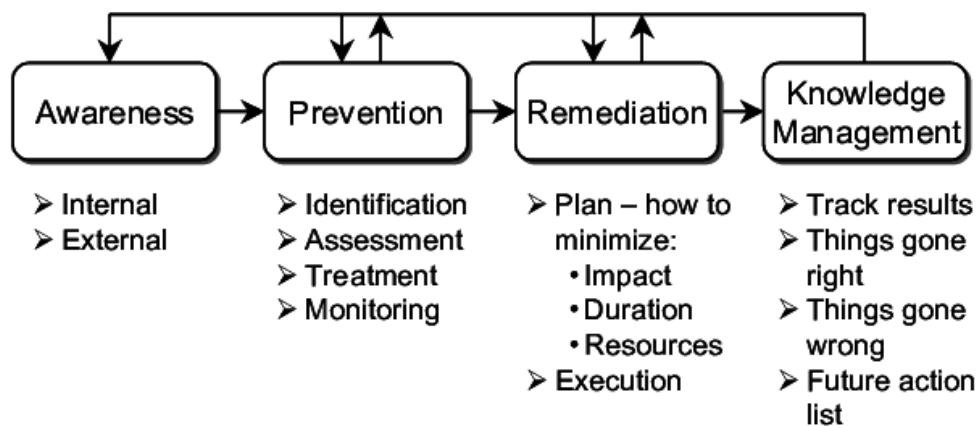 Awareness
Prevention
Remediation
Knowledge
Management
➢ Internal
➢ External
➢ Identification
➢ Assessment
➢ Treatment
➢ Monitoring
➢ Plan – how to
minimize:
• Impact
• Duration
• Resources
➢ Execution
➢ Track results
➢ Things gone
right
➢ Things gone
wrong
➢ Future action
list